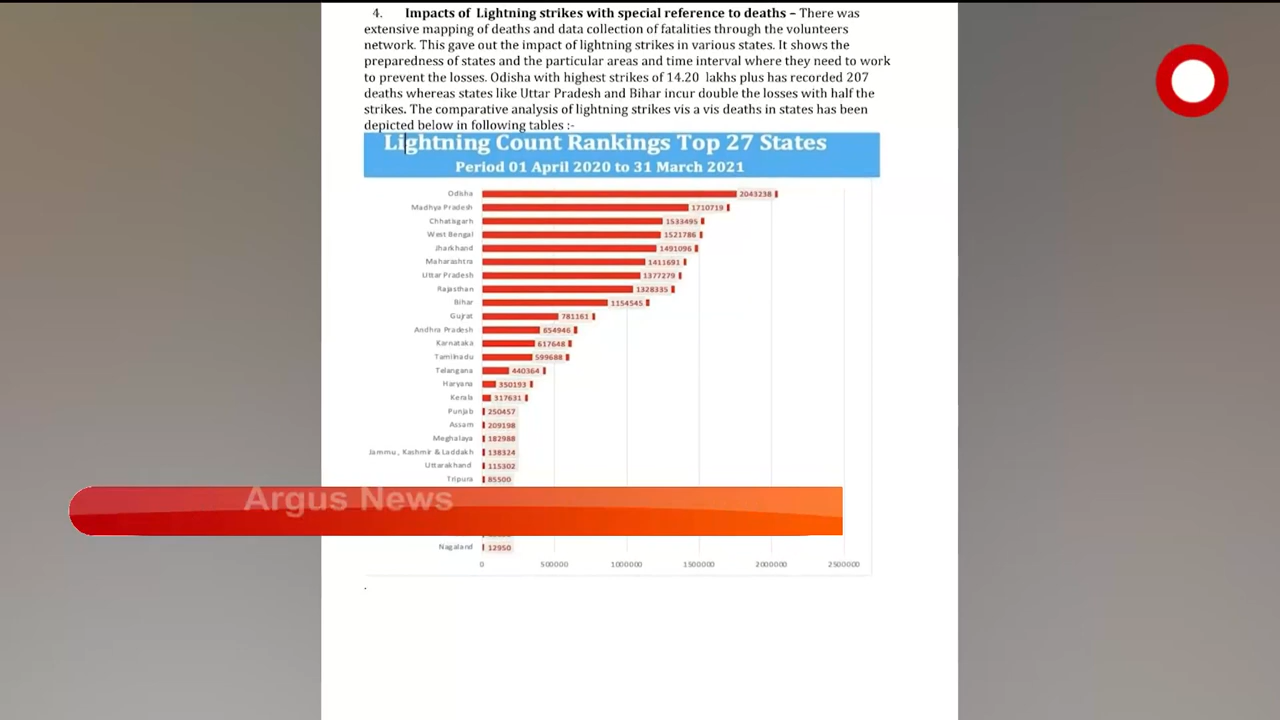 4. Impacts of Lightning strikes with special reference to deaths – There was
extensive mapping of deaths and data collection of fatalities through the volunteers
network. This gave out the impact of lightning strikes in various states. It shows the
preparedness of states and the particular areas and time interval where they need to work
to prevent the losses. Odisha with highest strikes of 14.20 lakhs plus has recorded 207
deaths whereas states like Uttar Pradesh and Bihar incur double the losses with half the
strikes. The comparative analysis of lightning strikes vis a vis deaths in states has been
depicted below in following tables :-
Lightning Count Rankings Top 27 States
Period 01 April 2020 to 31 March 2021
Odisha 2043238
Madhya Pradesh 1710719
Chhatisgarh 1533495
West Bengal 1521786
Jharkhand 1491096
Maharashtra 1411691
Uttar Pradesh 1377279
Rajasthan 1328335
Bihar 1154545
Gujrat 781161
Andhra Pradesh 654946
Karnataka 617648
Tamilnadu 599688
Telangana 440364
Haryana 350193
Kerala 317631
Punjab 250457
Assam 209198
Meghalaya 182988
Jammu, Kashmir & Laddakh 138324
Uttarakhand 115302
Tripura 85500
Argus News
Nagaland 12950
0 500000 1000000 1500000 2000000 2500000
.